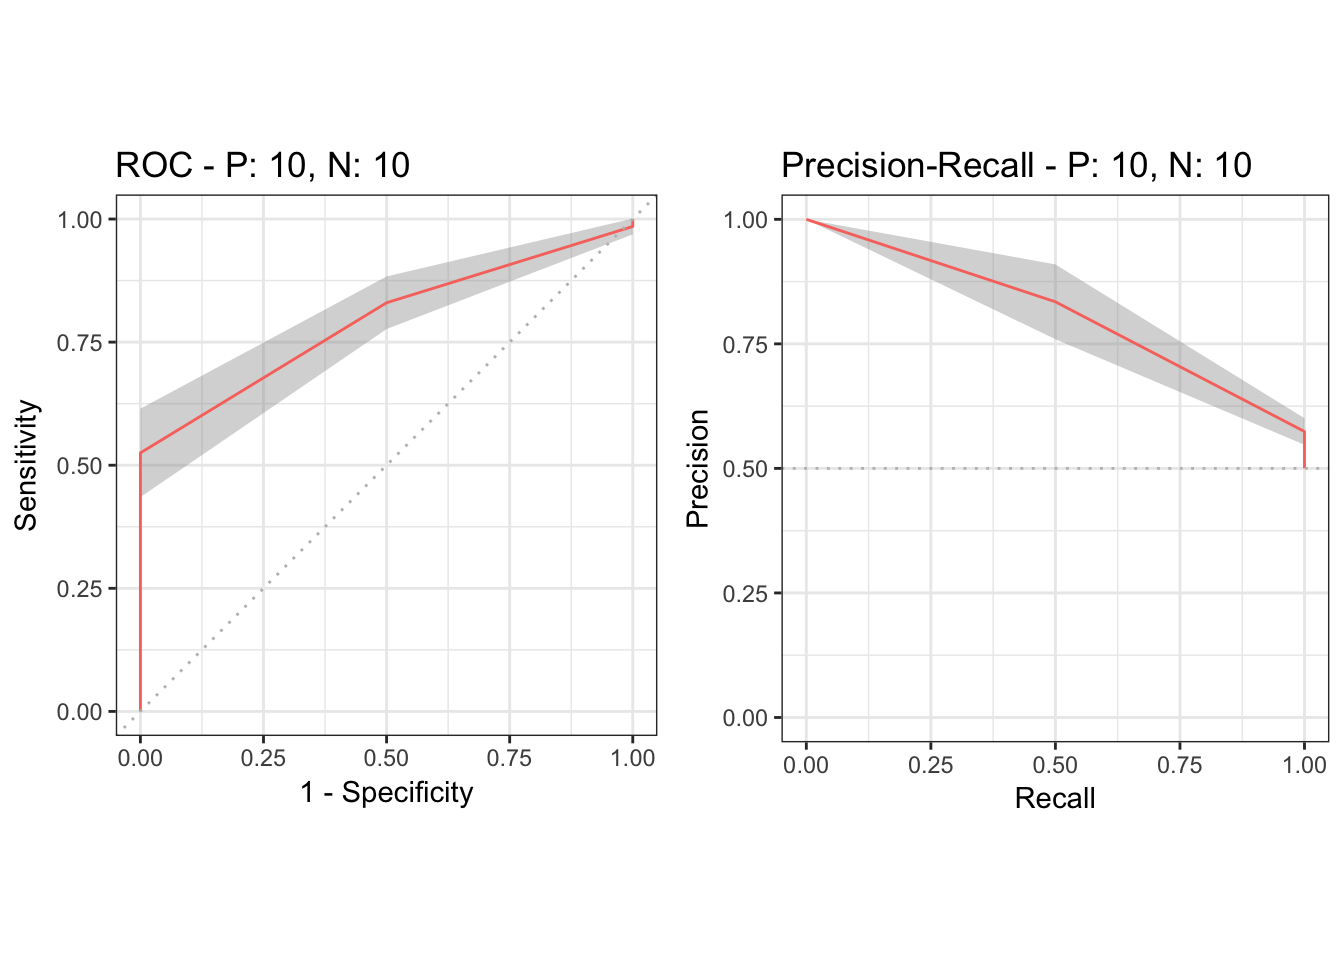 ROC - P: 10, N: 10
1.00
0.75
0.50
0.25
0.00
Sensitivity
0.00 0.25 0.50 0.75 1.00
1 - Specificity
Precision-Recall - P: 10, N: 10
1.00
0.75
0.50
0.25
0.00
Precision
0.00 0.25 0.50 0.75 1.00
Recall